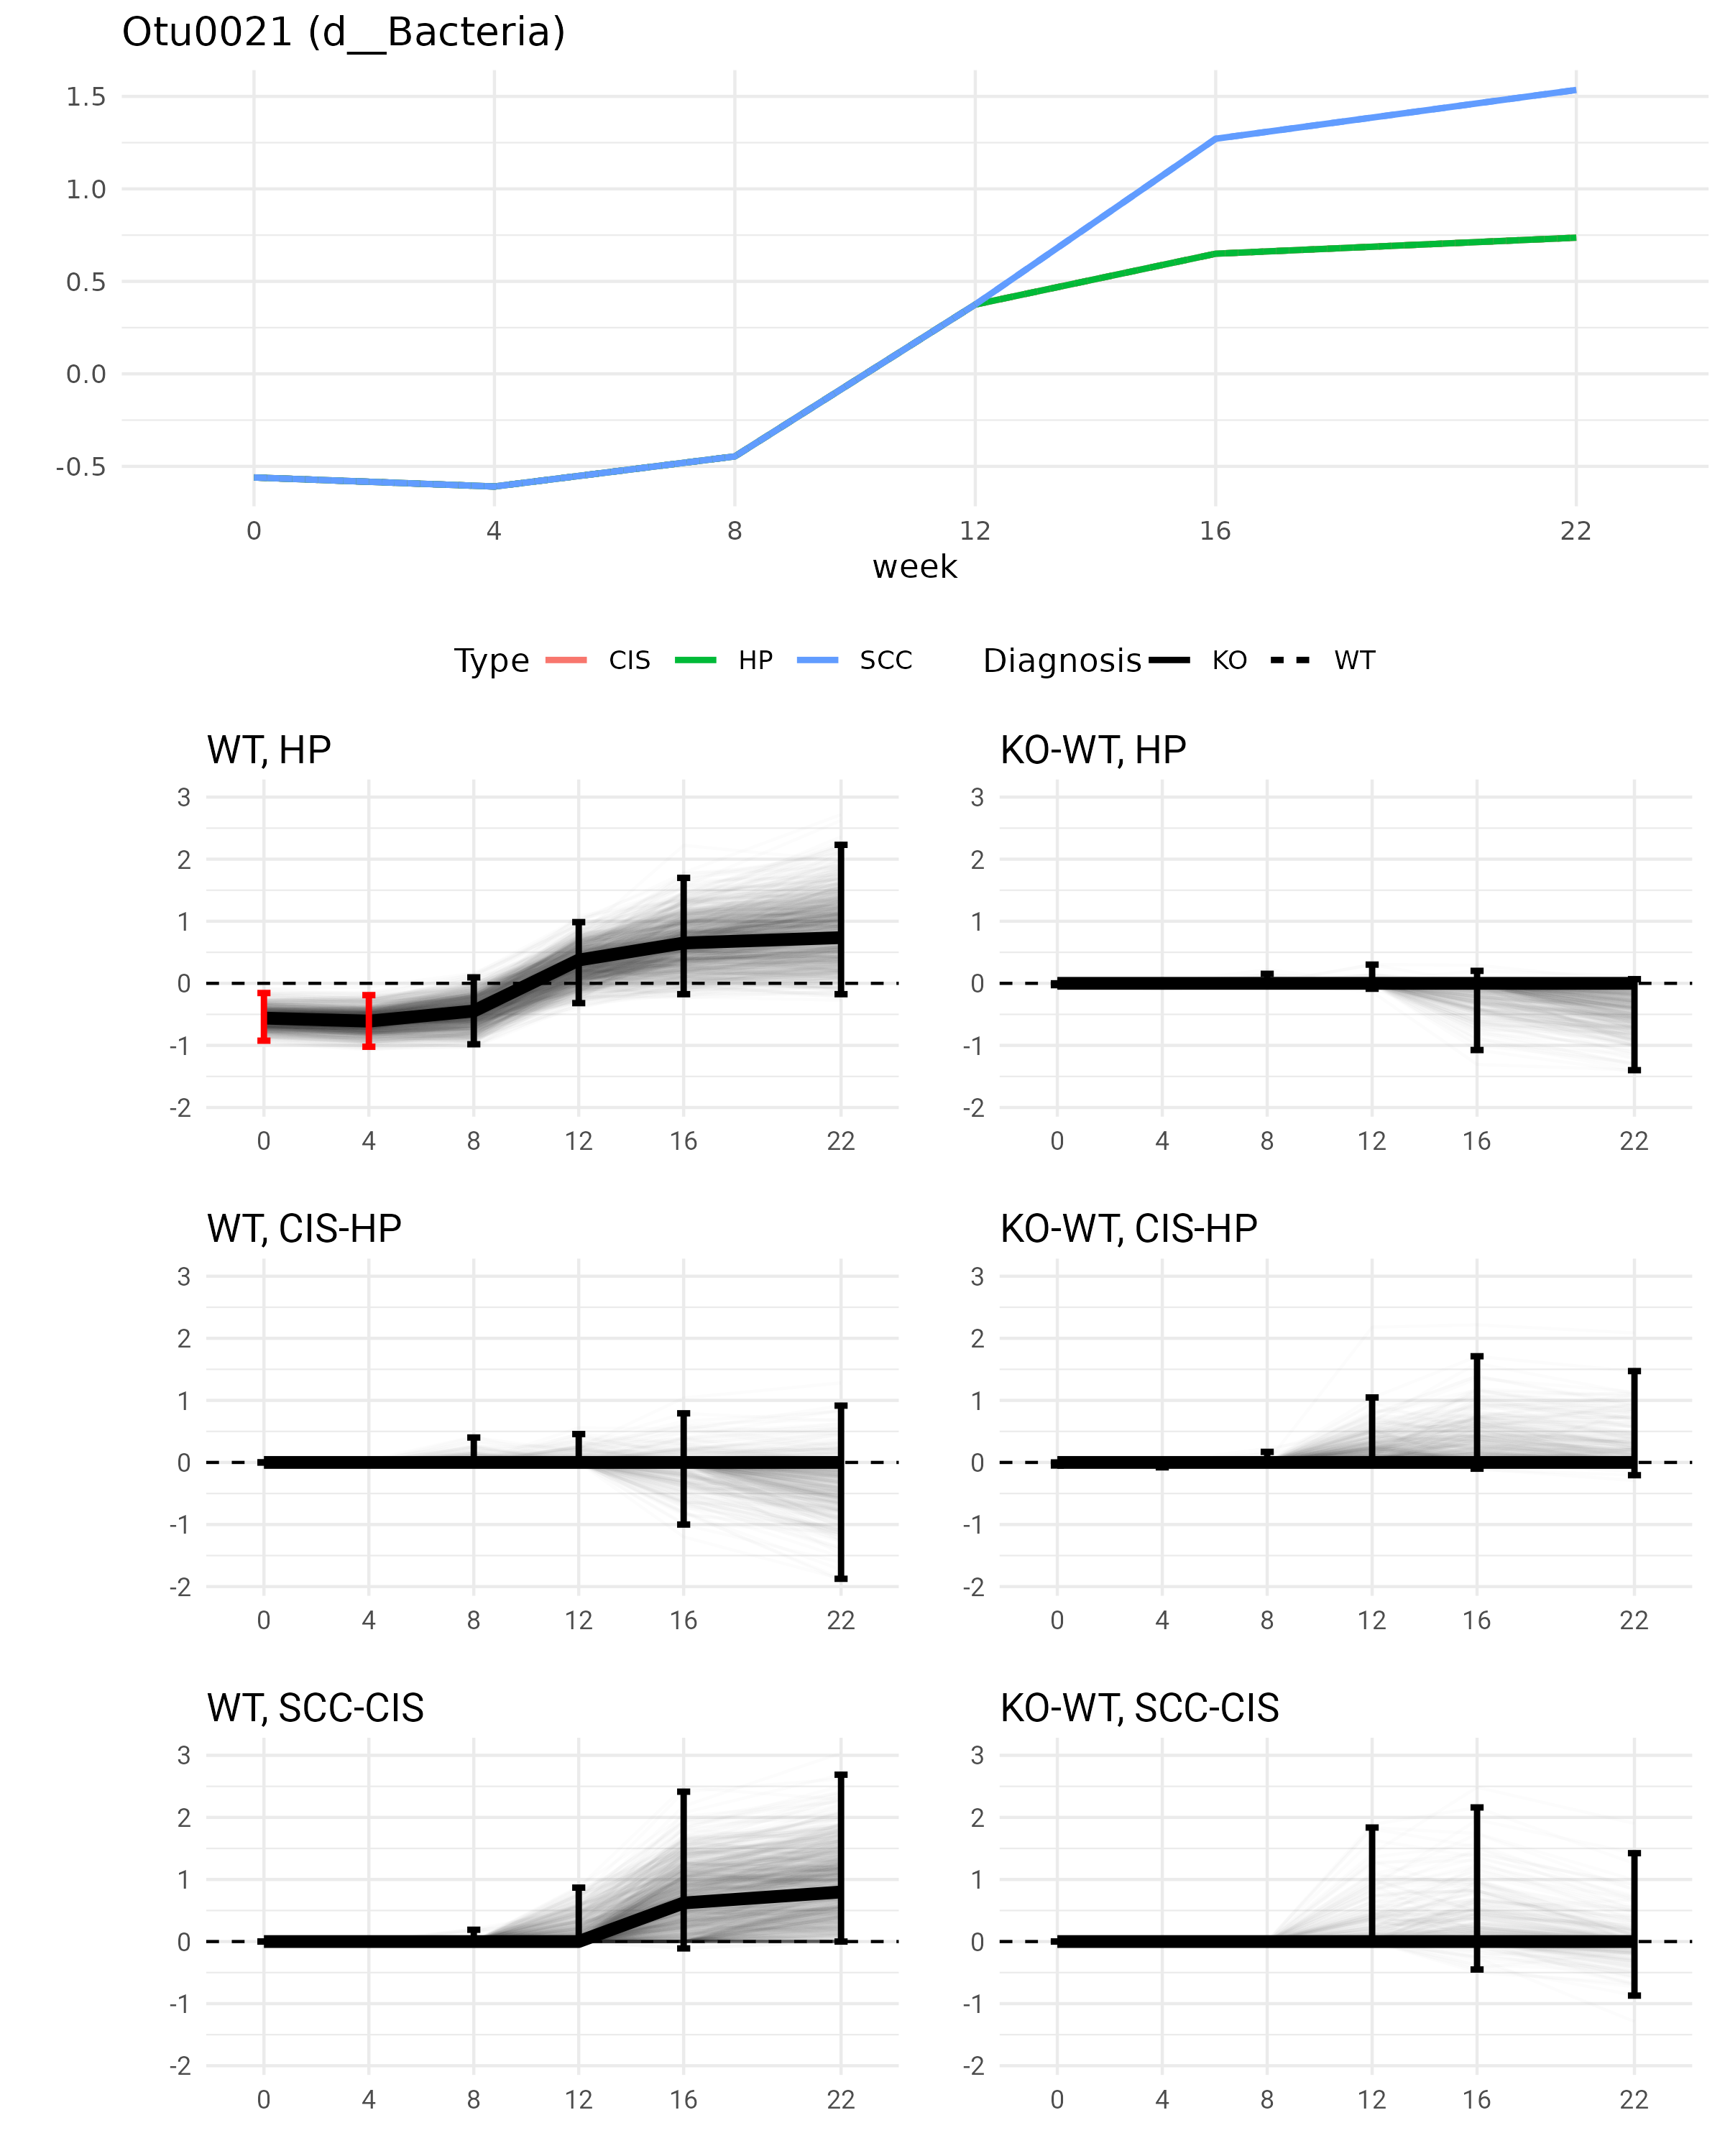 Otu0021 (d__Bacteria)
1.5
1.0
0.5
0.0
-0.5
0 4 8 12 16 22
week
Type CIS HP SCC Diagnosis KO WT
WT, HP
3
2
1
0
-1
-2
0 4 8 12 16 22
KO-WT, HP
3
2
1
0
-1
-2
0 4 8 12 16 22
WT, CIS-HP
3
2
1
0
-1
-2
0 4 8 12 16 22
KO-WT, CIS-HP
3
2
1
0
-1
-2
0 4 8 12 16 22
WT, SCC-CIS
3
2
1
0
-1
-2
0 4 8 12 16 22
KO-WT, SCC-CIS
3
2
1
0
-1
-2
0 4 8 12 16 22